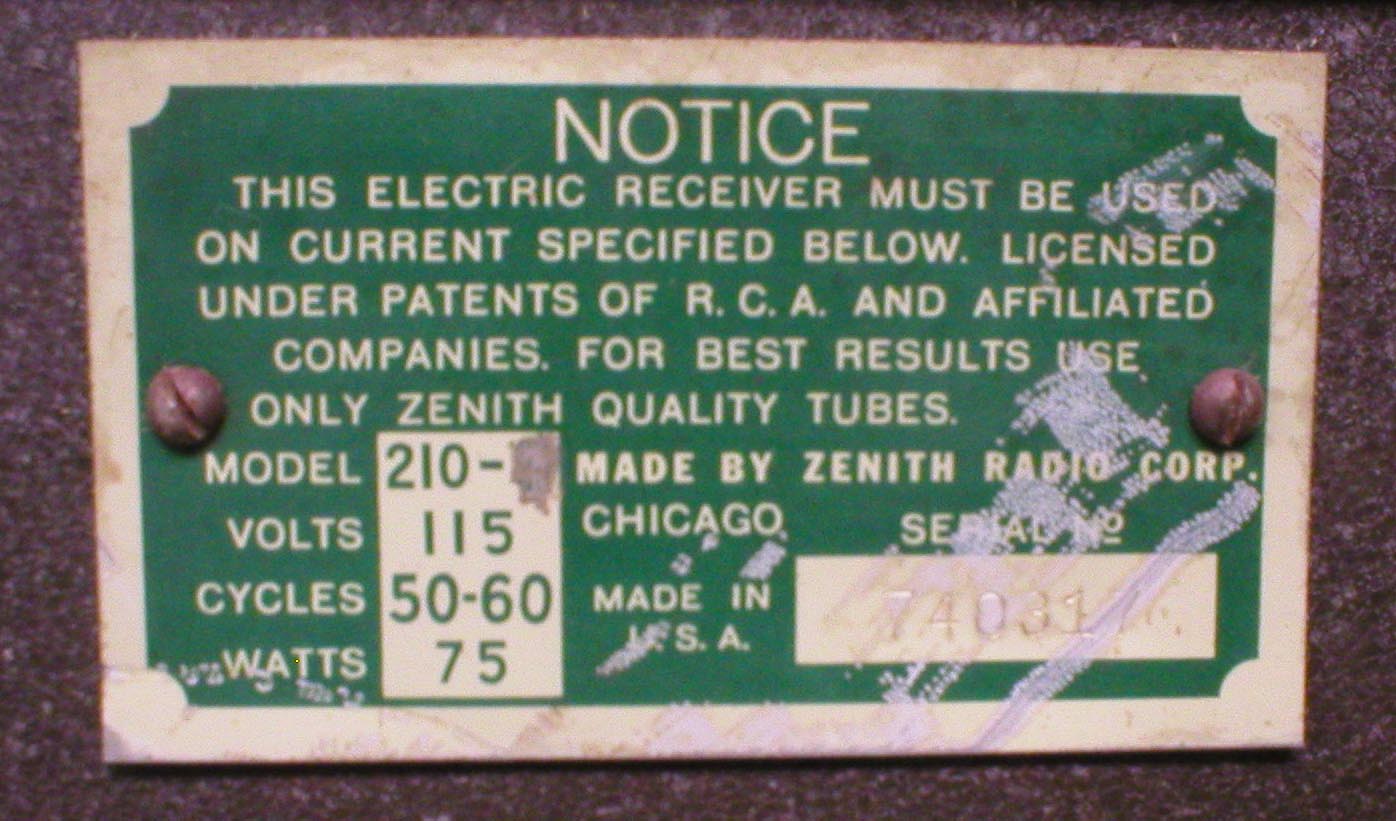 NOTICE
THIS ELECTRIC RECEIVER MUST BE USED
ON CURRENT SPECIFIED BELOW. LICENSED
UNDER PATENTS OF R.C.A. AND AFFILIATED
COMPANIES. FOR BEST RESULTS USE
ONLY ZENITH QUALITY TUBES.
MODEL 210- MADE BY ZENITH RADIO CORP.
VOLTS 115 CHICAGO. SERIAL Nº
CYCLES 50-60 MADE IN
WATTS 75 U.S.A.